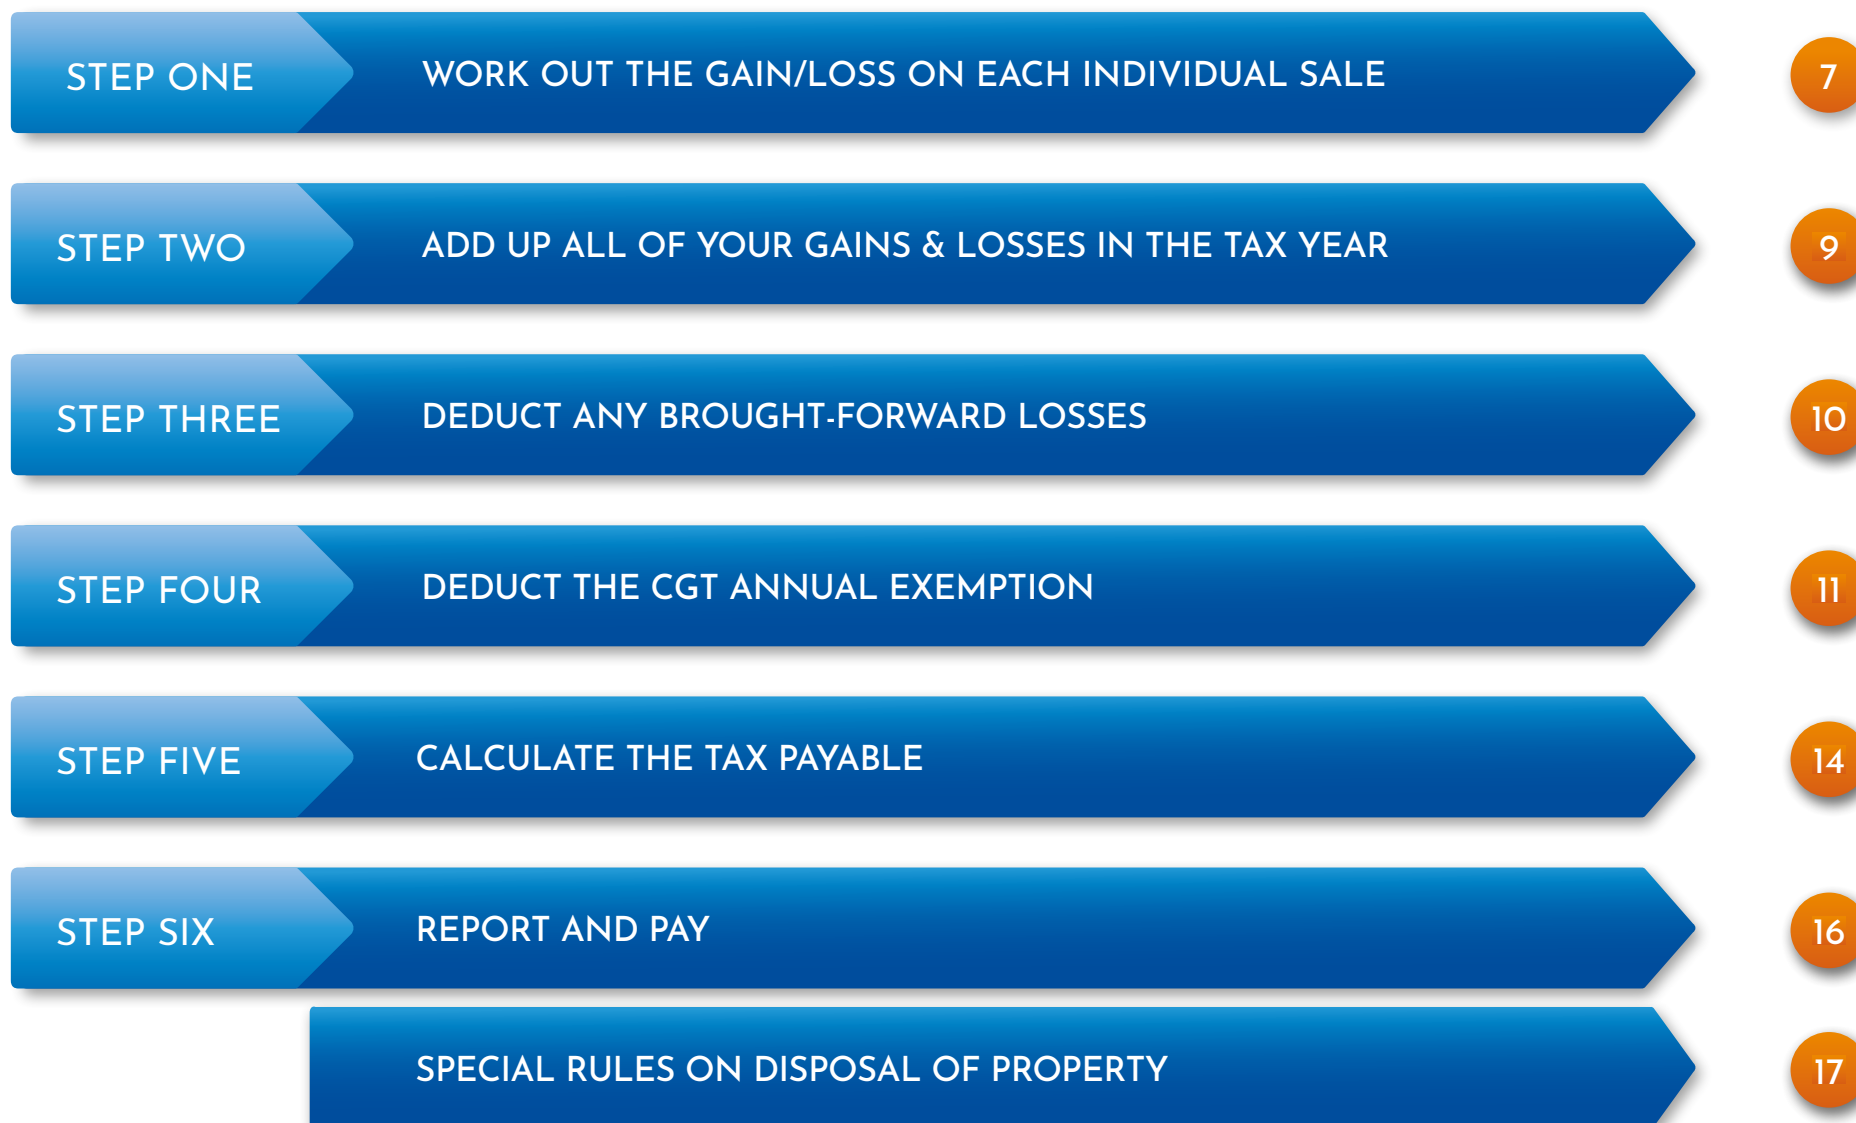 STEP ONE WORK OUT THE GAIN/LOSS ON EACH INDIVIDUAL SALE 7
STEP TWO ADD UP ALL OF YOUR GAINS & LOSSES IN THE TAX YEAR 9
STEP THREE DEDUCT ANY BROUGHT-FORWARD LOSSES 10
STEP FOUR DEDUCT THE CGT ANNUAL EXEMPTION 11
STEP FIVE CALCULATE THE TAX PAYABLE 14
STEP SIX REPORT AND PAY 16
SPECIAL RULES ON DISPOSAL OF PROPERTY 17